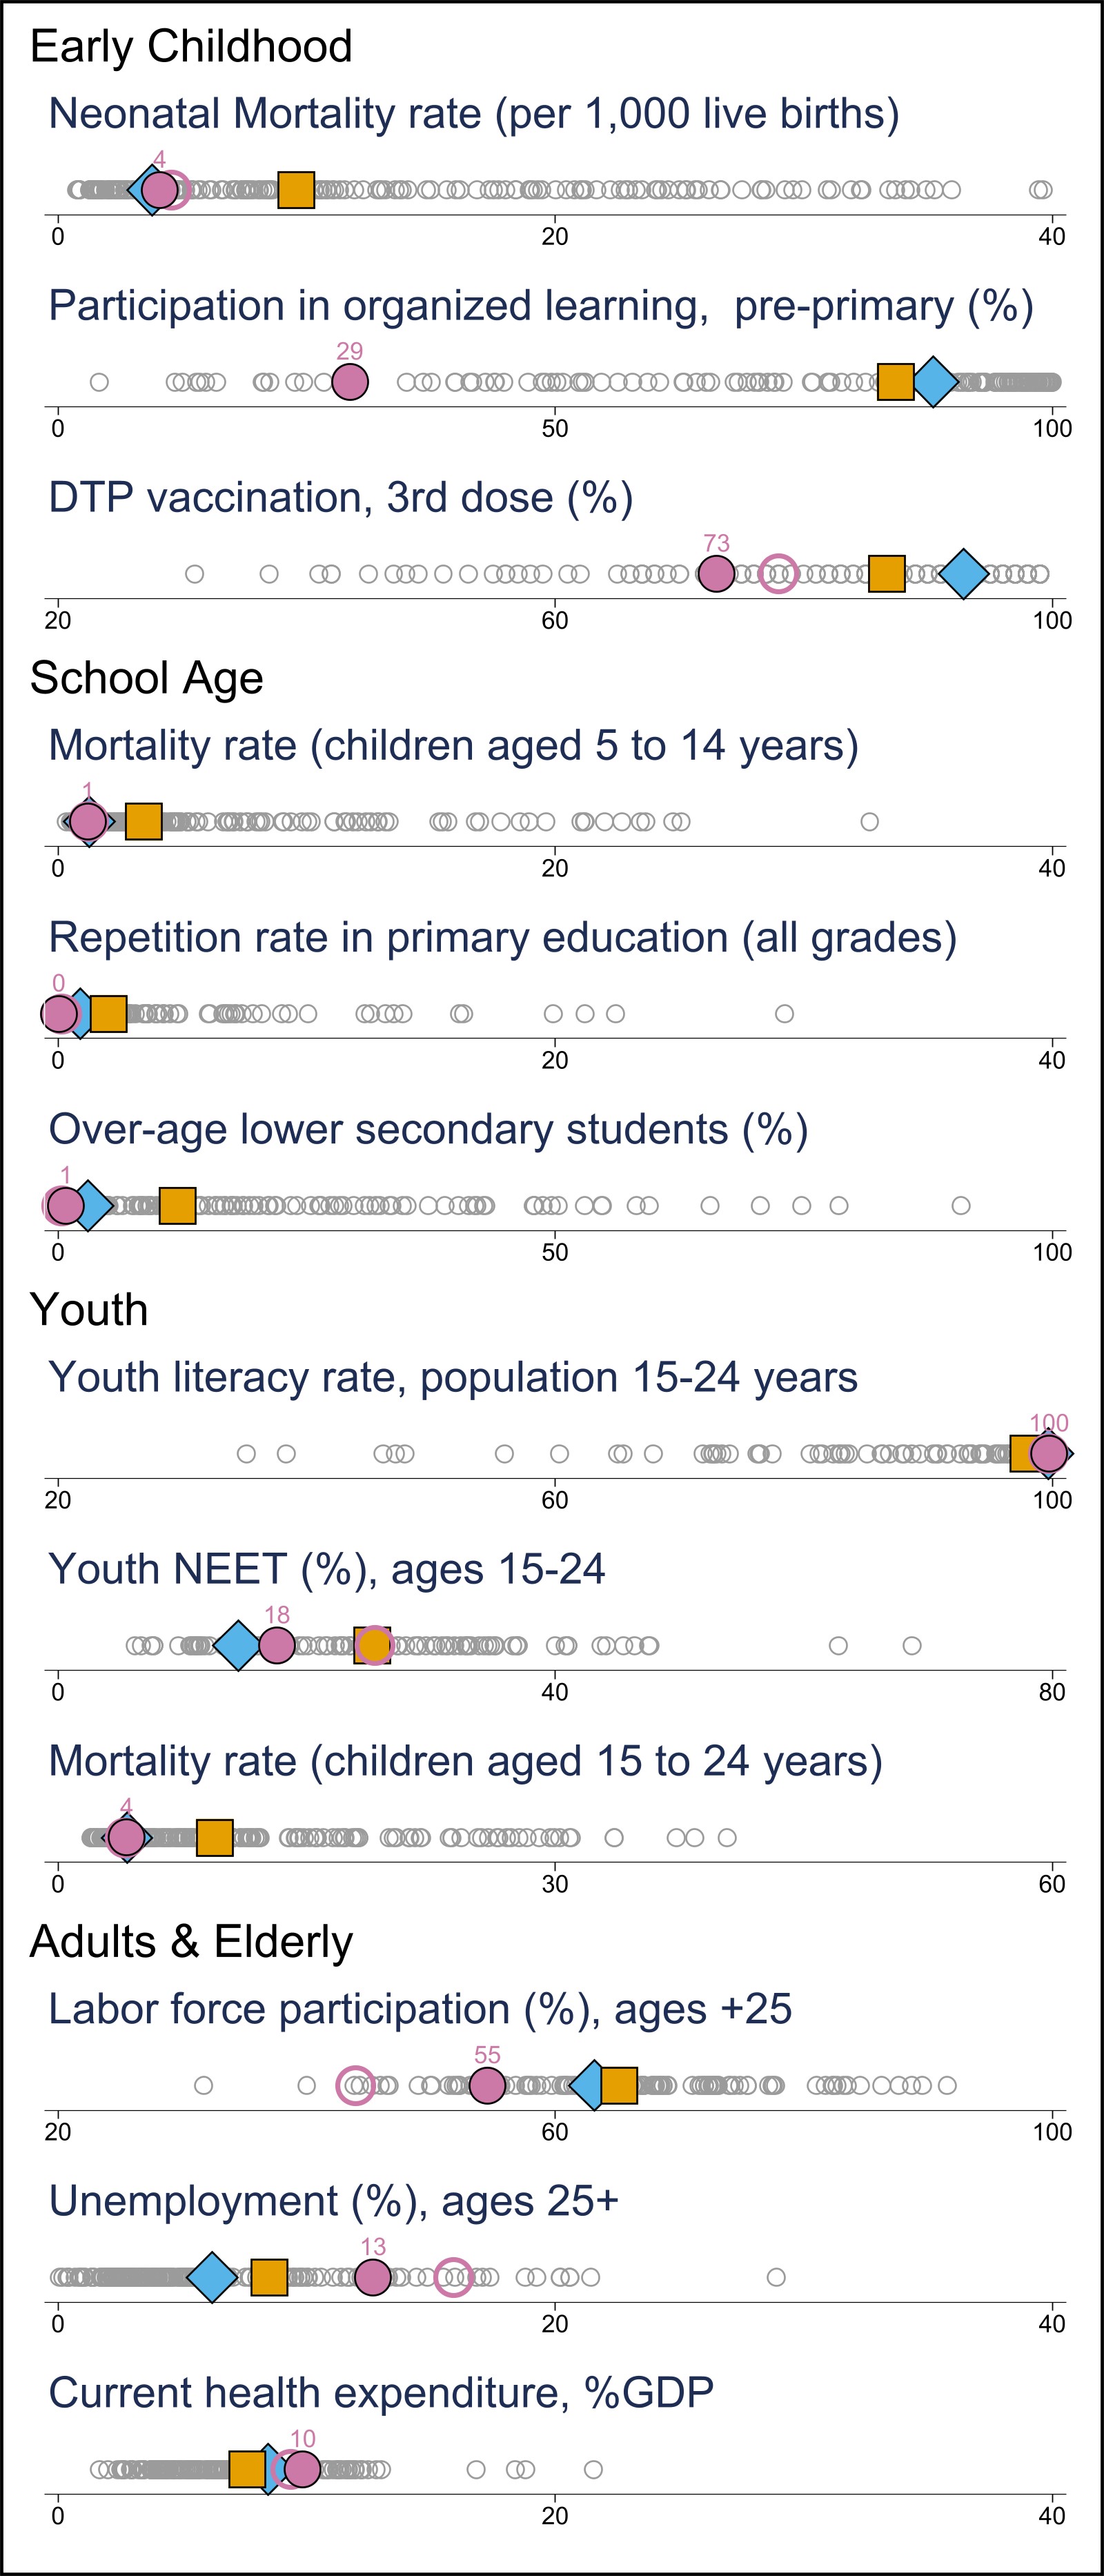 Early Childhood
Neonatal Mortality rate (per 1,000 live births)
4
0 20 40
Participation in organized learning,  pre-primary (%)
29
0 50 100
DTP vaccination, 3rd dose (%)
73
20 60 100
School Age
Mortality rate (children aged 5 to 14 years)
1
0 20 40
Repetition rate in primary education (all grades)
0
0 20 40
Over-age lower secondary students (%)
1
0 50 100
Youth
Youth literacy rate, population 15-24 years
100
20 60 100
Youth NEET (%), ages 15-24
18
0 40 80
Mortality rate (children aged 15 to 24 years)
4
0 30 60
Adults & Elderly
Labor force participation (%), ages +25
55
20 60 100
Unemployment (%), ages 25+
13
0 20 40
Current health expenditure, %GDP
10
0 20 40